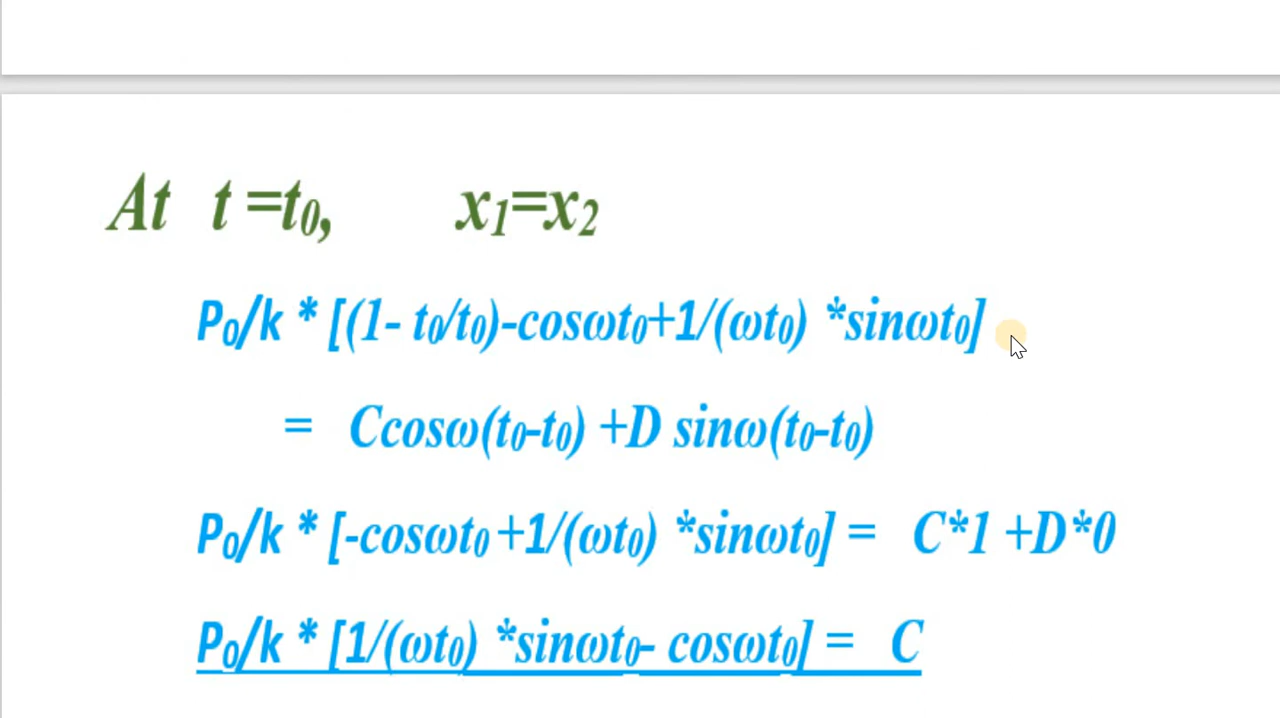 At t =t₀, x₁=x₂
P₀/k * [(1- t₀/t₀)-cosωt₀+1/(ωt₀) *sinωt₀]
= Ccosω(t₀-t₀) +D sinω(t₀-t₀)
P₀/k * [-cosωt₀ +1/(ωt₀) *sinωt₀] = C*1 +D*0
P₀/k * [1/(ωt₀) *sinωt₀- cosωt₀] = C